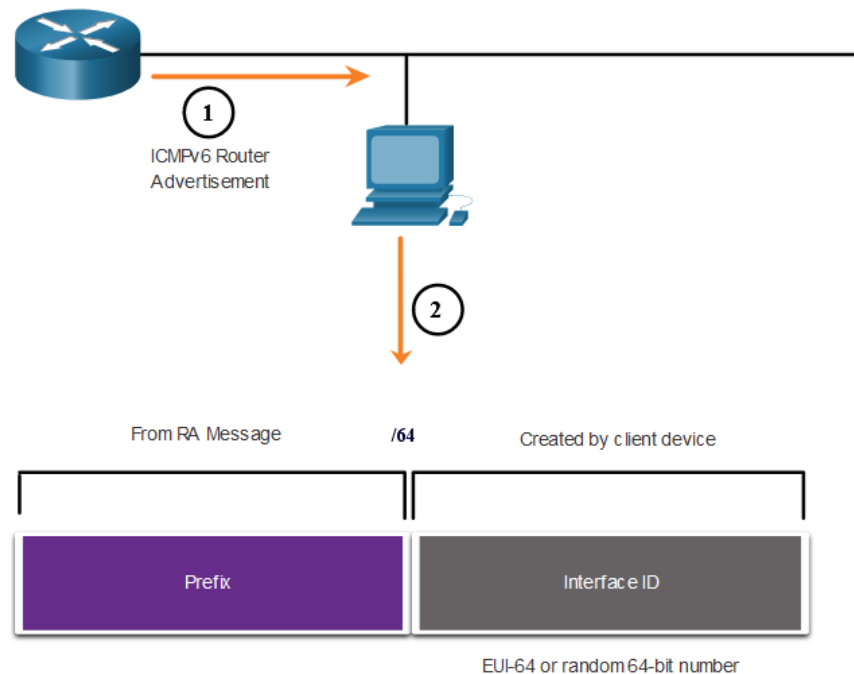 1
ICMPv6 Router
Advertisement
2
From RA Message
/64
Created by client device
Prefix
Interface ID
EUI-64 or random 64-bit number